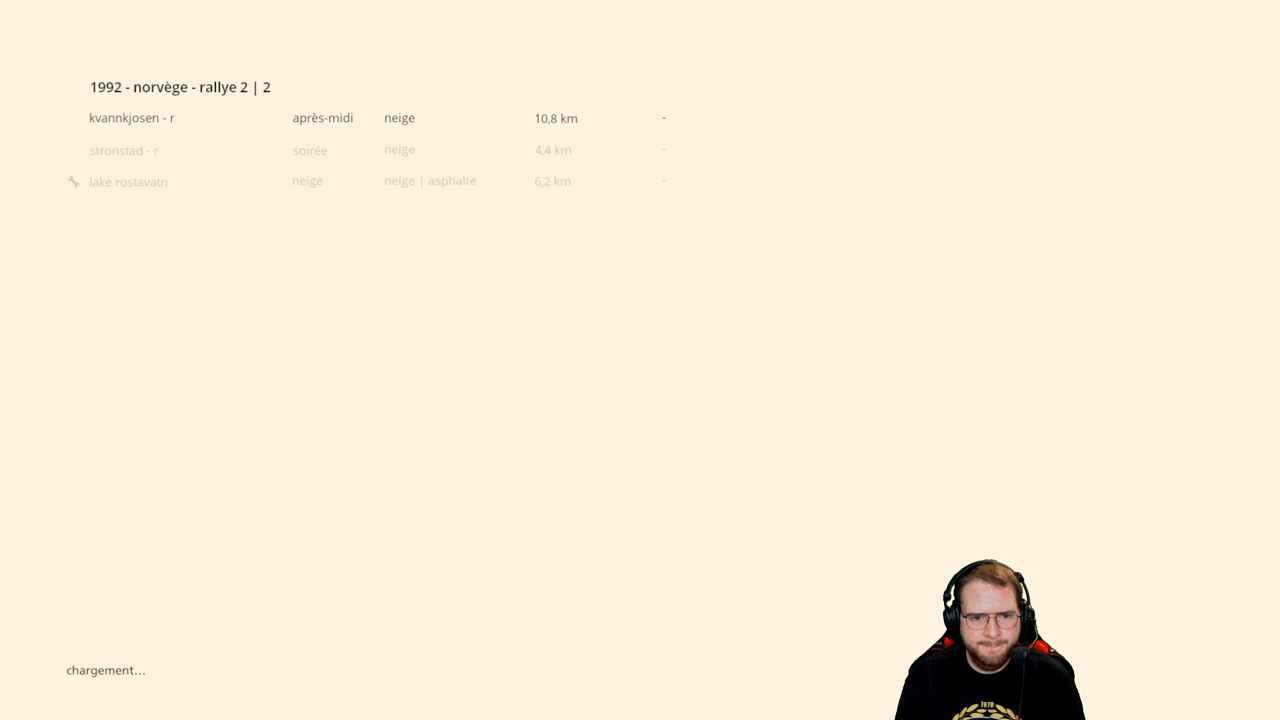 1992 - norvège - rallye 2 | 2
kvannkjosen - r après-midi neige 10,8 km -
stronstad - r soirée neige 4,4 km -
lake rostavatn neige neige | asphalte 6,2 km -
chargement...
7878